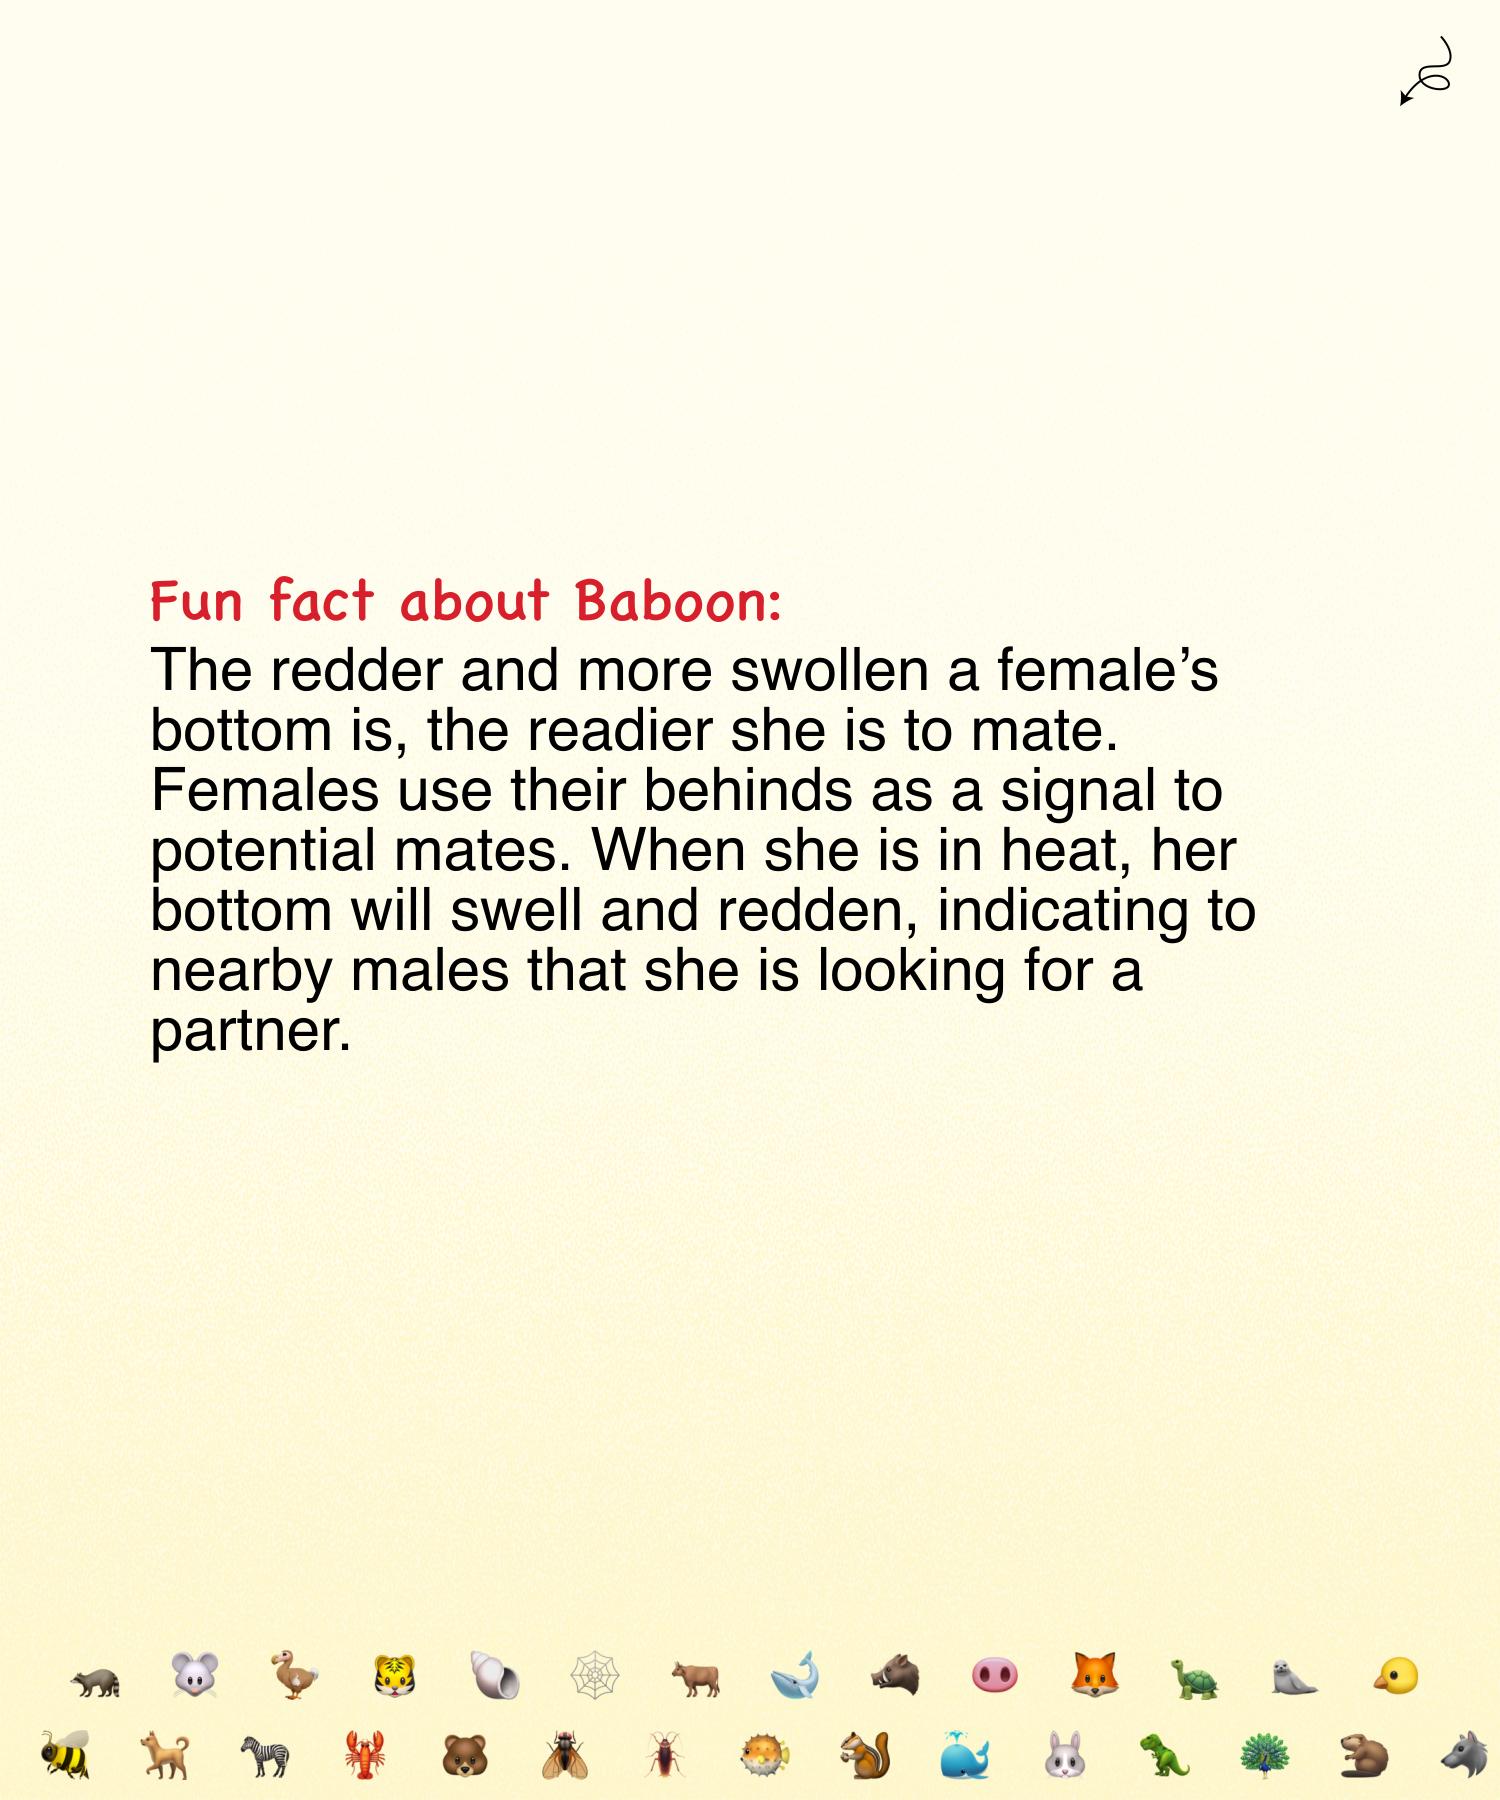 Fun fact about Baboon:
The redder and more swollen a female’s
bottom is, the readier she is to mate.
Females use their behinds as a signal to
potential mates. When she is in heat, her
bottom will swell and redden, indicating to
nearby males that she is looking for a
partner.